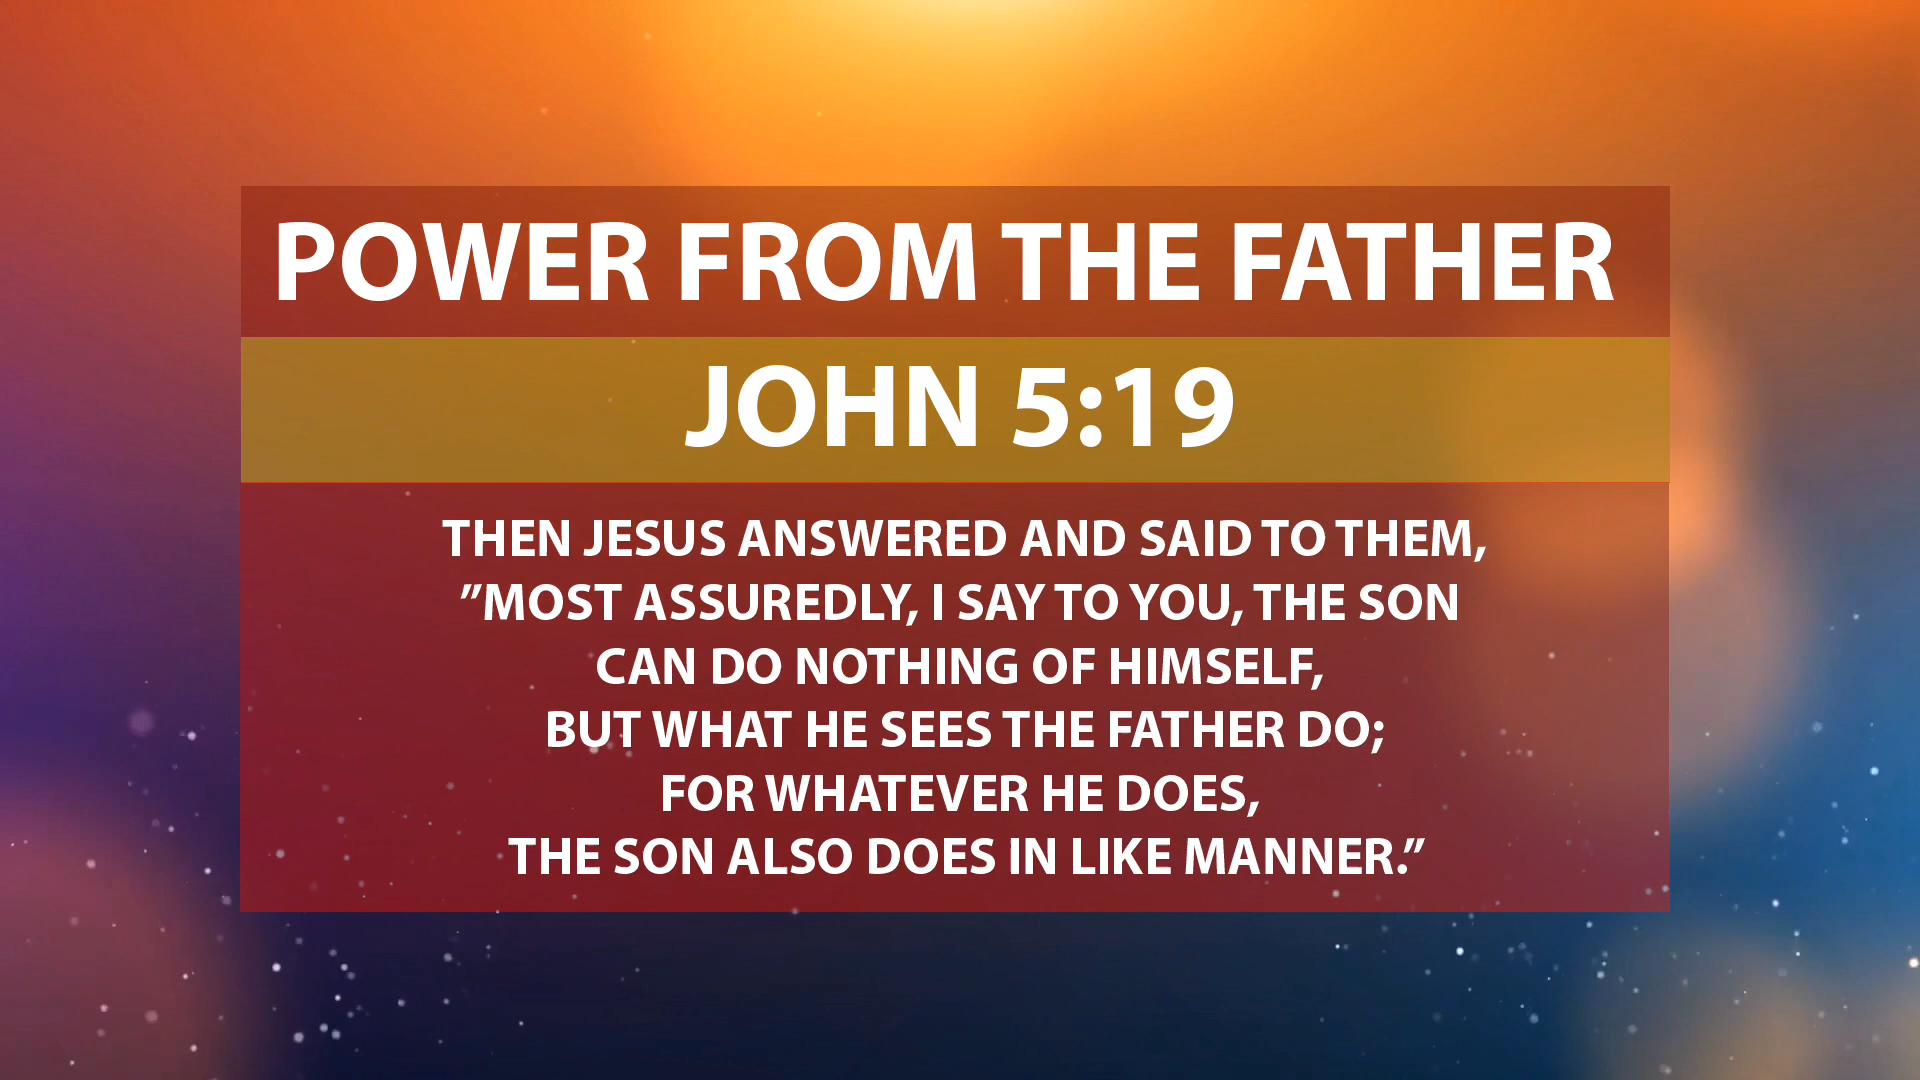 POWER FROM THE FATHER
JOHN 5:19
THEN JESUS ANSWERED AND SAID TO THEM,
”MOST ASSUREDLY, I SAY TO YOU, THE SON
CAN DO NOTHING OF HIMSELF,
BUT WHAT HE SEES THE FATHER DO;
FOR WHATEVER HE DOES,
THE SON ALSO DOES IN LIKE MANNER.”